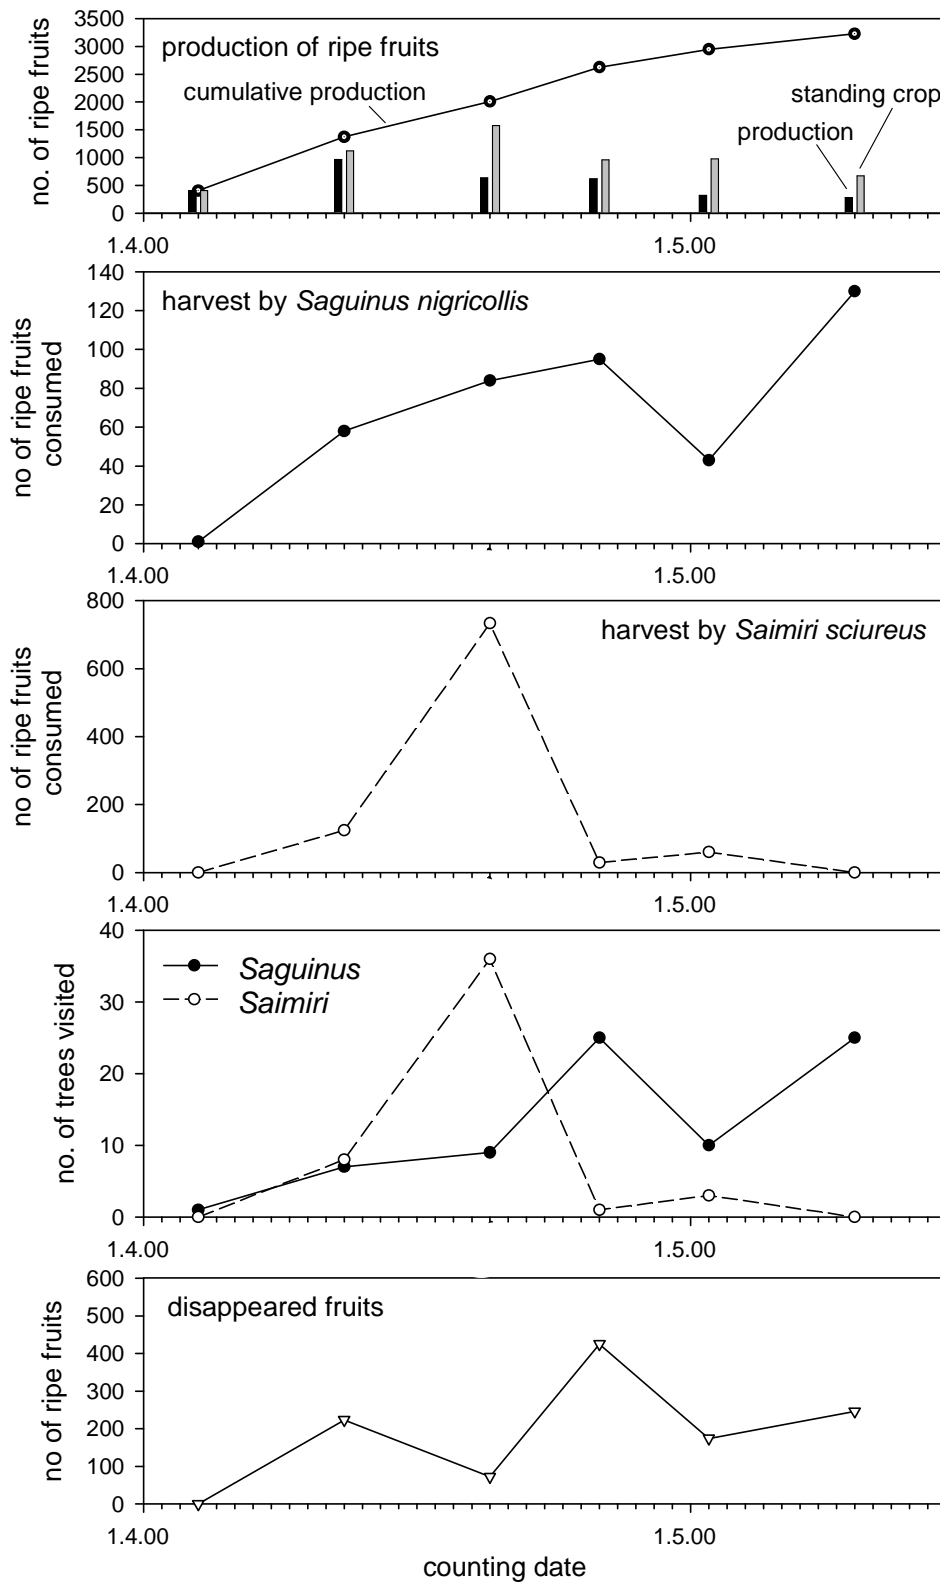 3500
3000
2500
2000
1500
1000
500
0
no. of ripe fruits
production of ripe fruits
cumulative production
standing crop
production
1.4.00
1.5.00
140
120
100
80
60
40
20
0
no of ripe fruits
consumed
harvest by Saguinus nigricollis
1.4.00
1.5.00
800
600
400
200
0
no of ripe fruits
consumed
harvest by Saimiri sciureus
1.4.00
1.5.00
40
30
20
10
0
no. of trees visited
Saguinus
Saimiri
1.4.00
1.5.00
600
500
400
300
200
100
0
no of ripe fruits
disappeared fruits
1.4.00
1.5.00
counting date